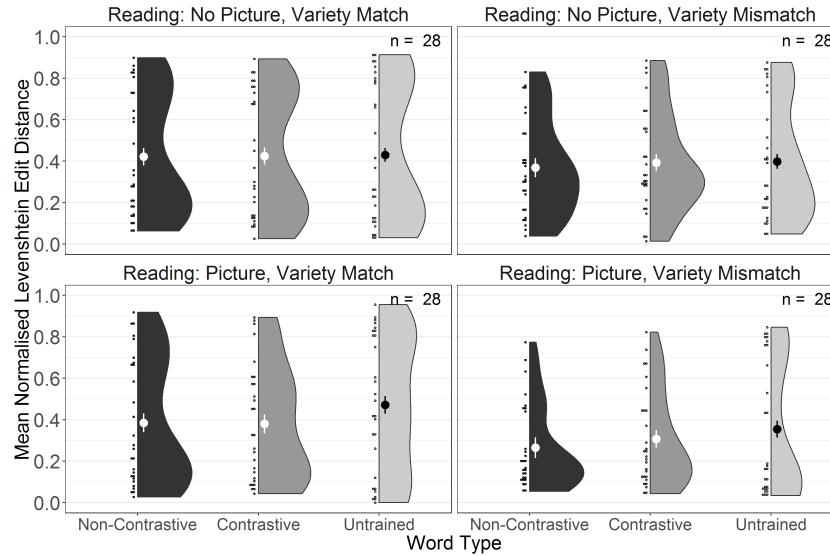 Reading: No Picture, Variety Match
Reading: No Picture, Variety Mismatch
n = 28
n = 28
1.0
0.8
0.6
0.4
0.2
0.0
Mean Normalised Levenshtein Edit Distance
Reading: Picture, Variety Match
Reading: Picture, Variety Mismatch
n = 28
n = 28
1.0
0.8
0.6
0.4
0.2
0.0
Non-Contrastive Contrastive Untrained
Non-Contrastive Contrastive Untrained
Word Type